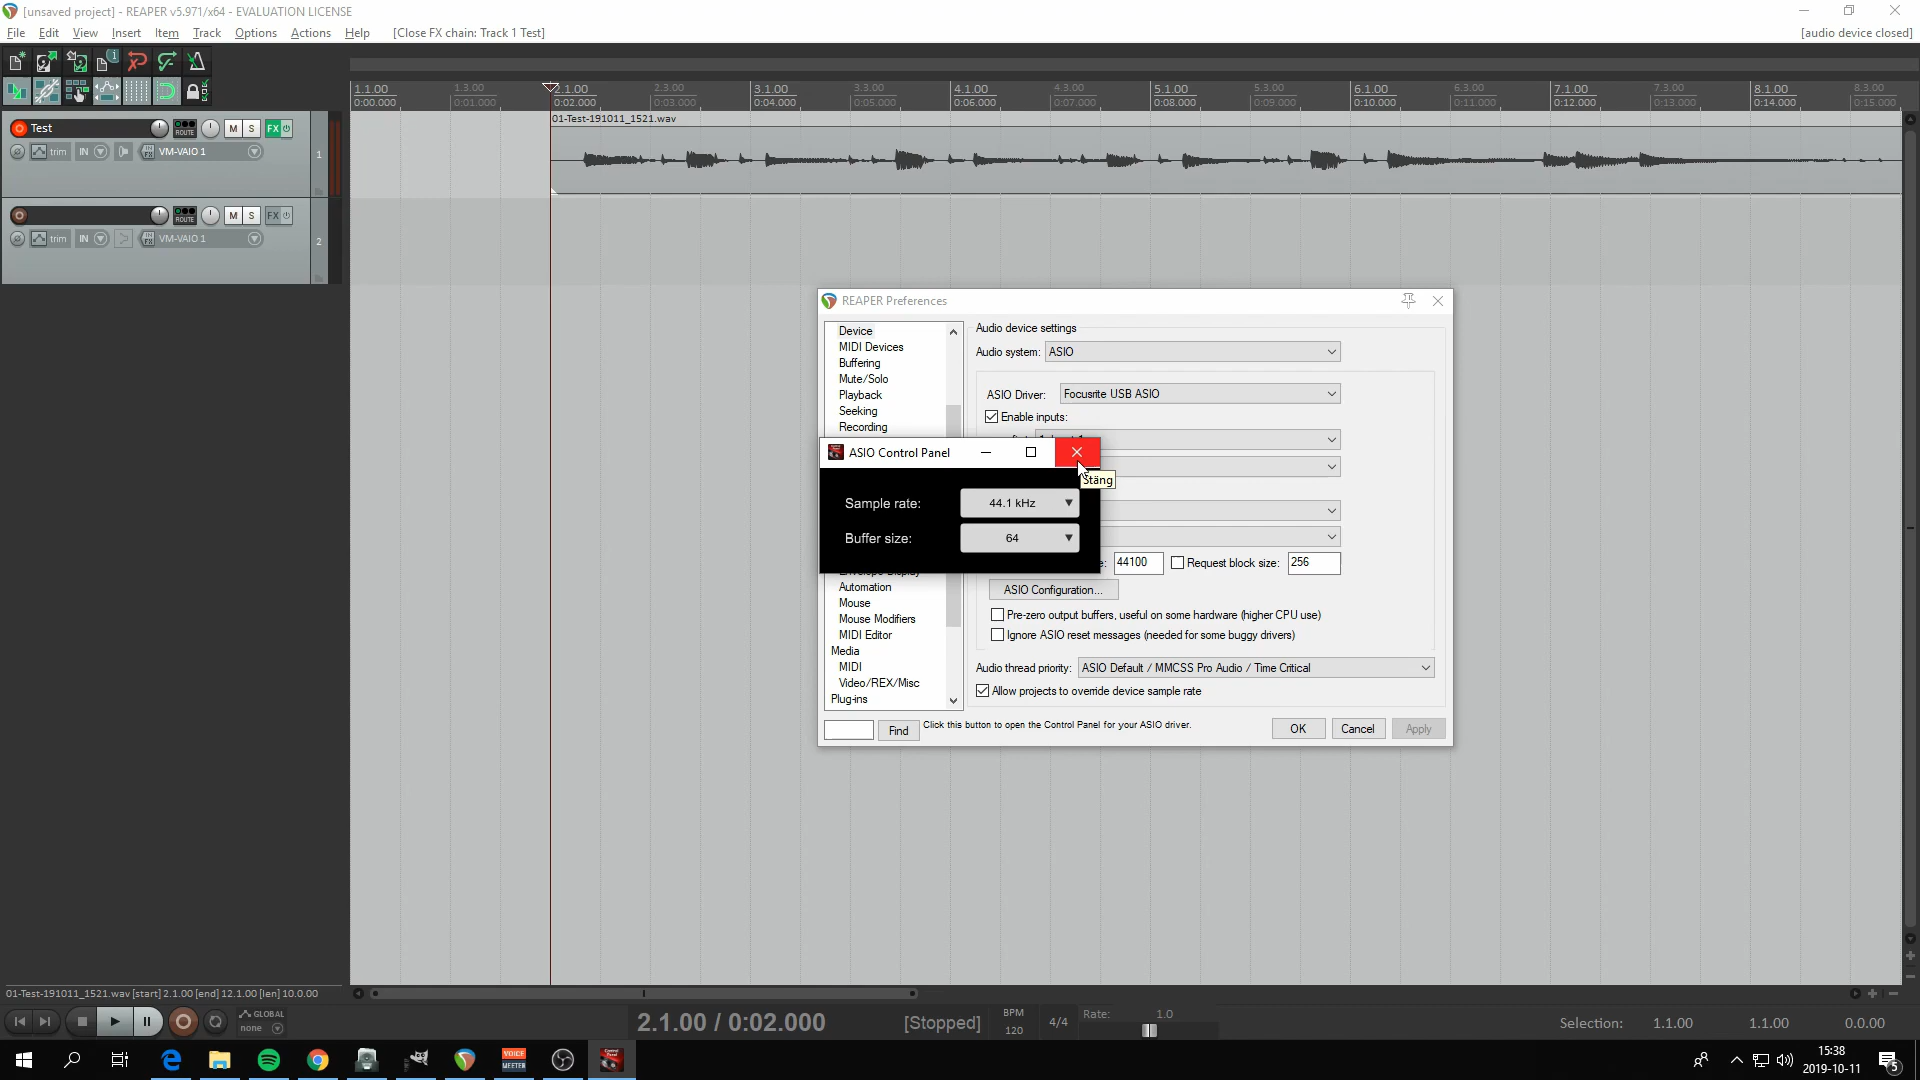 [unsaved project] - REAPER v5.971/x64 - EVALUATION LICENSE
File Edit View Insert Item Track Options Actions Help [Close FX chain: Track 1 Test] [audio device closed]
1.1.00 1.3.00 2.1.00 2.3.00 3.1.00 3.3.00 4.1.00 4.3.00 5.1.00 5.3.00 6.1.00 6.3.00 7.1.00 7.3.00 8.1.00 8.3.00
0:00.000 0:01.000 0:02.000 0:03.000 0:04.000 0:05.000 0:06.000 0:07.000 0:08.000 0:09.000 0:10.000 0:11.000 0:12.000 0:13.000 0:14.000 0:15.000
01-Test-191011_1521.wav
Test ROUTE M S FX
trim IN IN FX VM-VAIO 1 1
ROUTE M S FX
trim IN IN FX VM-VAIO 1 2
REAPER Preferences
Device
MIDI Devices
Buffering
Mute/Solo
Playback
Seeking
Recording
Automation
Mouse
Mouse Modifiers
MIDI Editor
Media
MIDI
Video/REX/Misc
Plug-ins
Find
Audio device settings
Audio system: ASIO
ASIO Driver: Focusrite USB ASIO
Enable inputs:
44100 Request block size: 256
ASIO Configuration...
Pre-zero output buffers, useful on some hardware (higher CPU use)
Ignore ASIO reset messages (needed for some buggy drivers)
Audio thread priority: ASIO Default / MMCSS Pro Audio / Time Critical
Allow projects to override device sample rate
Click this button to open the Control Panel for your ASIO driver.
OK Cancel Apply
ASIO Control Panel
Stäng
Sample rate: 44.1 kHz
Buffer size: 64
01-Test-191011_1521.wav [start] 2.1.00 [end] 12.1.00 [len] 10.0.00
GLOBAL
none
2.1.00 / 0:02.000 [Stopped]
BPM
120
4/4
Rate: 1.0
Selection: 1.1.00 1.1.00 0.0.00
VOICE
MEETER
15:38
2019-10-11
5